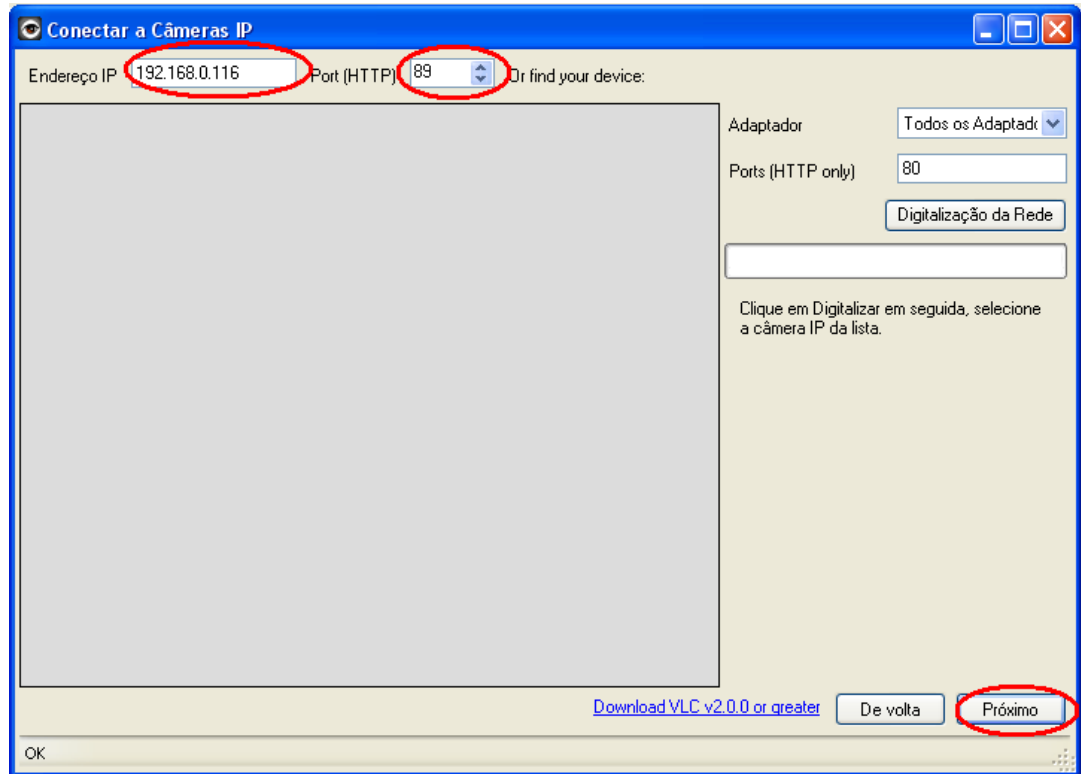 Conectar a Câmeras IP
Endereço IP 192.168.0.116 Port (HTTP) 89 Or find your device:
Adaptador Todos os Adaptad
Ports (HTTP only) 80
Digitalização da Rede
Clique em Digitalizar em seguida, selecione
a câmera IP da lista.
Download VLC v2.0.0 or greater De volta Próximo
OK